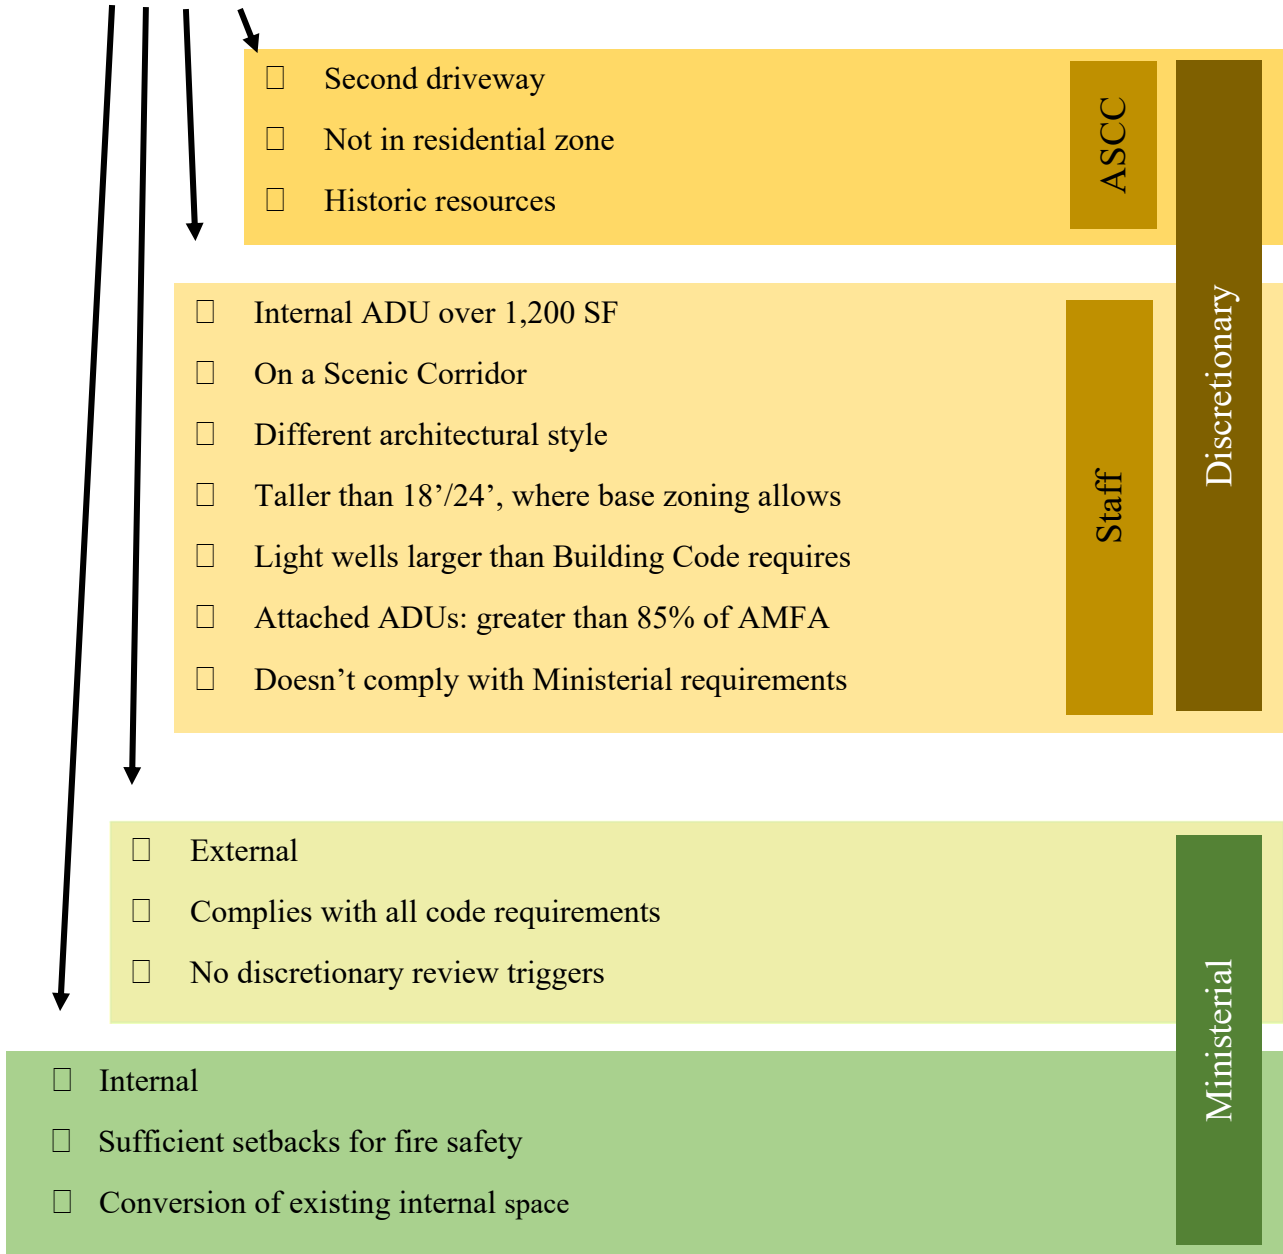 Second driveway
Not in residential zone
Historic resources
ASCC
Discretionary
Internal ADU over 1,200 SF
On a Scenic Corridor
Different architectural style
Taller than 18’/24’, where base zoning allows
Light wells larger than Building Code requires
Attached ADUs: greater than 85% of AMFA
Doesn’t comply with Ministerial requirements
Staff
External
Complies with all code requirements
No discretionary review triggers
Ministerial
Internal
Sufficient setbacks for fire safety
Conversion of existing internal space